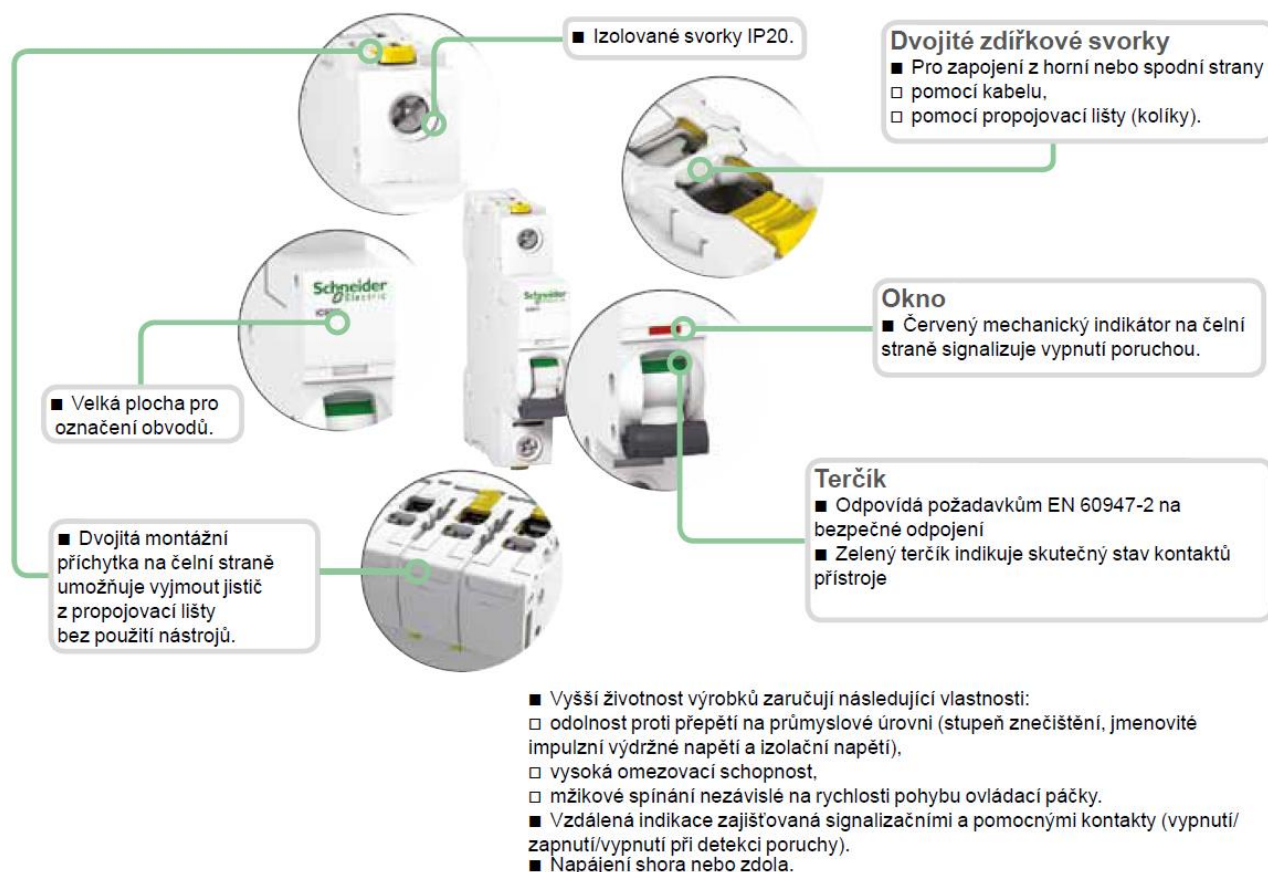 ■ Izolované svorky IP20.
Dvojité zdířkové svorky
■ Pro zapojení z horní nebo spodní strany
□ pomocí kabelu,
□ pomocí propojovací lišty (kolíky).
Schneider
Electric
Schneider
Electric
■ Velká plocha pro
označení obvodů.
Okno
■ Červený mechanický indikátor na čelní
straně signalizuje vypnutí poruchou.
Terčík
■ Odpovídá požadavkům EN 60947-2 na
bezpečné odpojení
■ Zelený terčík indikuje skutečný stav kontaktů
přístroje
■ Dvojitá montážní
příchytka na čelní straně
umožňuje vyjmout jistič
z propojovací lišty
bez použití nástrojů.
■ Vyšší životnost výrobků zaručují následující vlastnosti:
□ odolnost proti přepětí na průmyslové úrovni (stupeň znečištění, jmenovité
impulzní výdržné napětí a izolační napětí),
□ vysoká omezovací schopnost,
□ mžikové spínání nezávislé na rychlosti pohybu ovládací páčky.
■ Vzdálená indikace zajišťovaná signalizačními a pomocnými kontakty (vypnutí/
zapnutí/vypnutí při detekci poruchy).
■ Napájení shora nebo zdola.